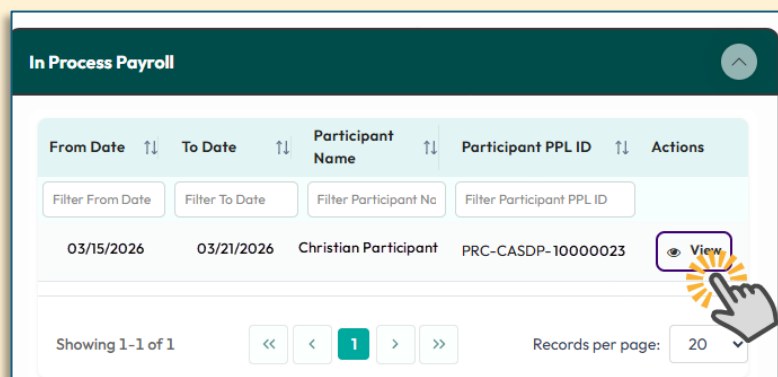 In Process Payroll
From Date To Date Participant Name Participant PPL ID Actions
Filter From Date Filter To Date Filter Participant Na Filter Participant PPL ID
03/15/2026 03/21/2026 Christian Participant PRC-CASDP-10000023 View
Showing 1-1 of 1 << < 1 > >> Records per page: 20